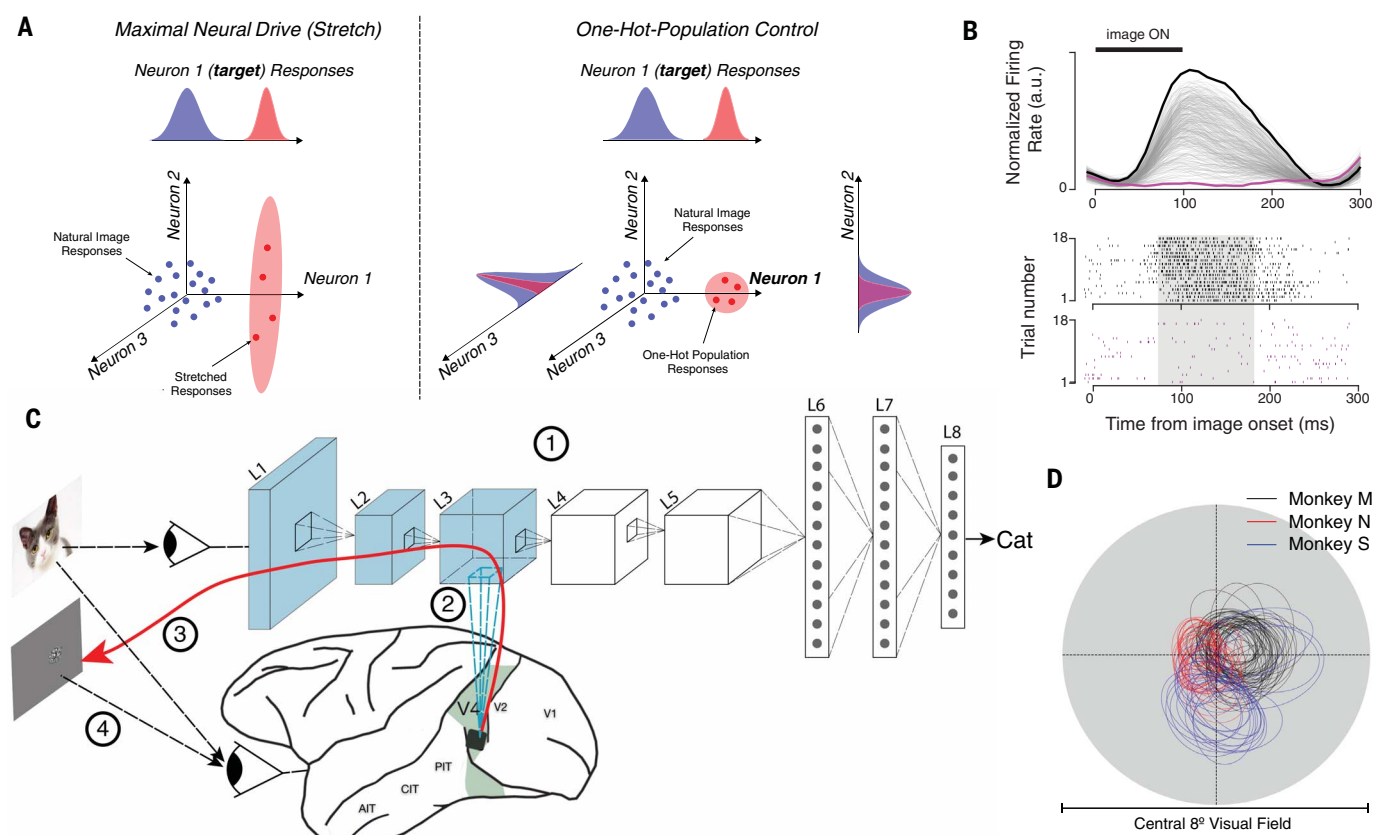 A
Maximal Neural Drive (Stretch)
Neuron 1 (target) Responses
Neuron 2
Natural Image
Responses
Neuron 1
Neuron 3
Stretched
Responses
One-Hot-Population Control
Neuron 1 (target) Responses
Neuron 2
Neuron 2
Natural Image
Responses
Neuron 1
Neuron 3
Neuron 3
One-Hot Population
Responses
B
image ON
Normalized Firing
Rate (a.u.)
0
0
100
200
300
Trial number
18
1
18
1
0
100
200
300
Time from image onset (ms)
C
1
L1
L2
L3
L4
L5
L6
L7
L8
Cat
2
3
4
V4
V2
V1
PIT
CIT
AIT
D
Monkey M
Monkey N
Monkey S
Central 8º Visual Field